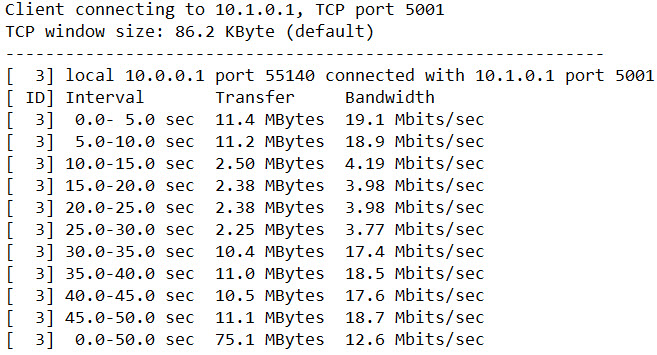 Client connecting to 10.1.0.1, TCP port 5001
TCP window size: 86.2 KByte (default)
------------------------------------------------------------
[  3] local 10.0.0.1 port 55140 connected with 10.1.0.1 port 5001
[ ID] Interval       Transfer     Bandwidth
[  3]  0.0- 5.0 sec  11.4 MBytes  19.1 Mbits/sec
[  3]  5.0-10.0 sec  11.2 MBytes  18.9 Mbits/sec
[  3] 10.0-15.0 sec  2.50 MBytes  4.19 Mbits/sec
[  3] 15.0-20.0 sec  2.38 MBytes  3.98 Mbits/sec
[  3] 20.0-25.0 sec  2.38 MBytes  3.98 Mbits/sec
[  3] 25.0-30.0 sec  2.25 MBytes  3.77 Mbits/sec
[  3] 30.0-35.0 sec  10.4 MBytes  17.4 Mbits/sec
[  3] 35.0-40.0 sec  11.0 MBytes  18.5 Mbits/sec
[  3] 40.0-45.0 sec  10.5 MBytes  17.6 Mbits/sec
[  3] 45.0-50.0 sec  11.1 MBytes  18.7 Mbits/sec
[  3]  0.0-50.0 sec  75.1 MBytes  12.6 Mbits/sec